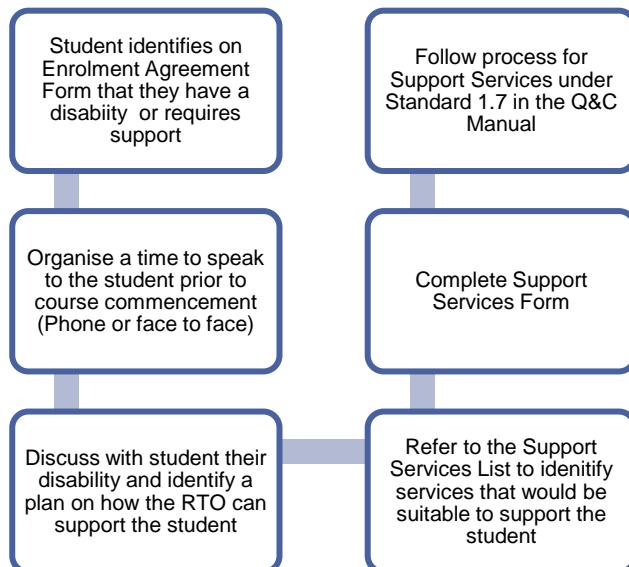 Student identifies on
Enrolment Agreement
Form that they have a
disabiity or requires
support
Organise a time to speak
to the student prior to
course commencement
(Phone or face to face)
Discuss with student their
disability and identify a
plan on how the RTO can
support the student
Refer to the Support
Services List to idenitify
services that would be
suitable to support the
student
Complete Support
Services Form
Follow process for
Support Services under
Standard 1.7 in the Q&C
Manual